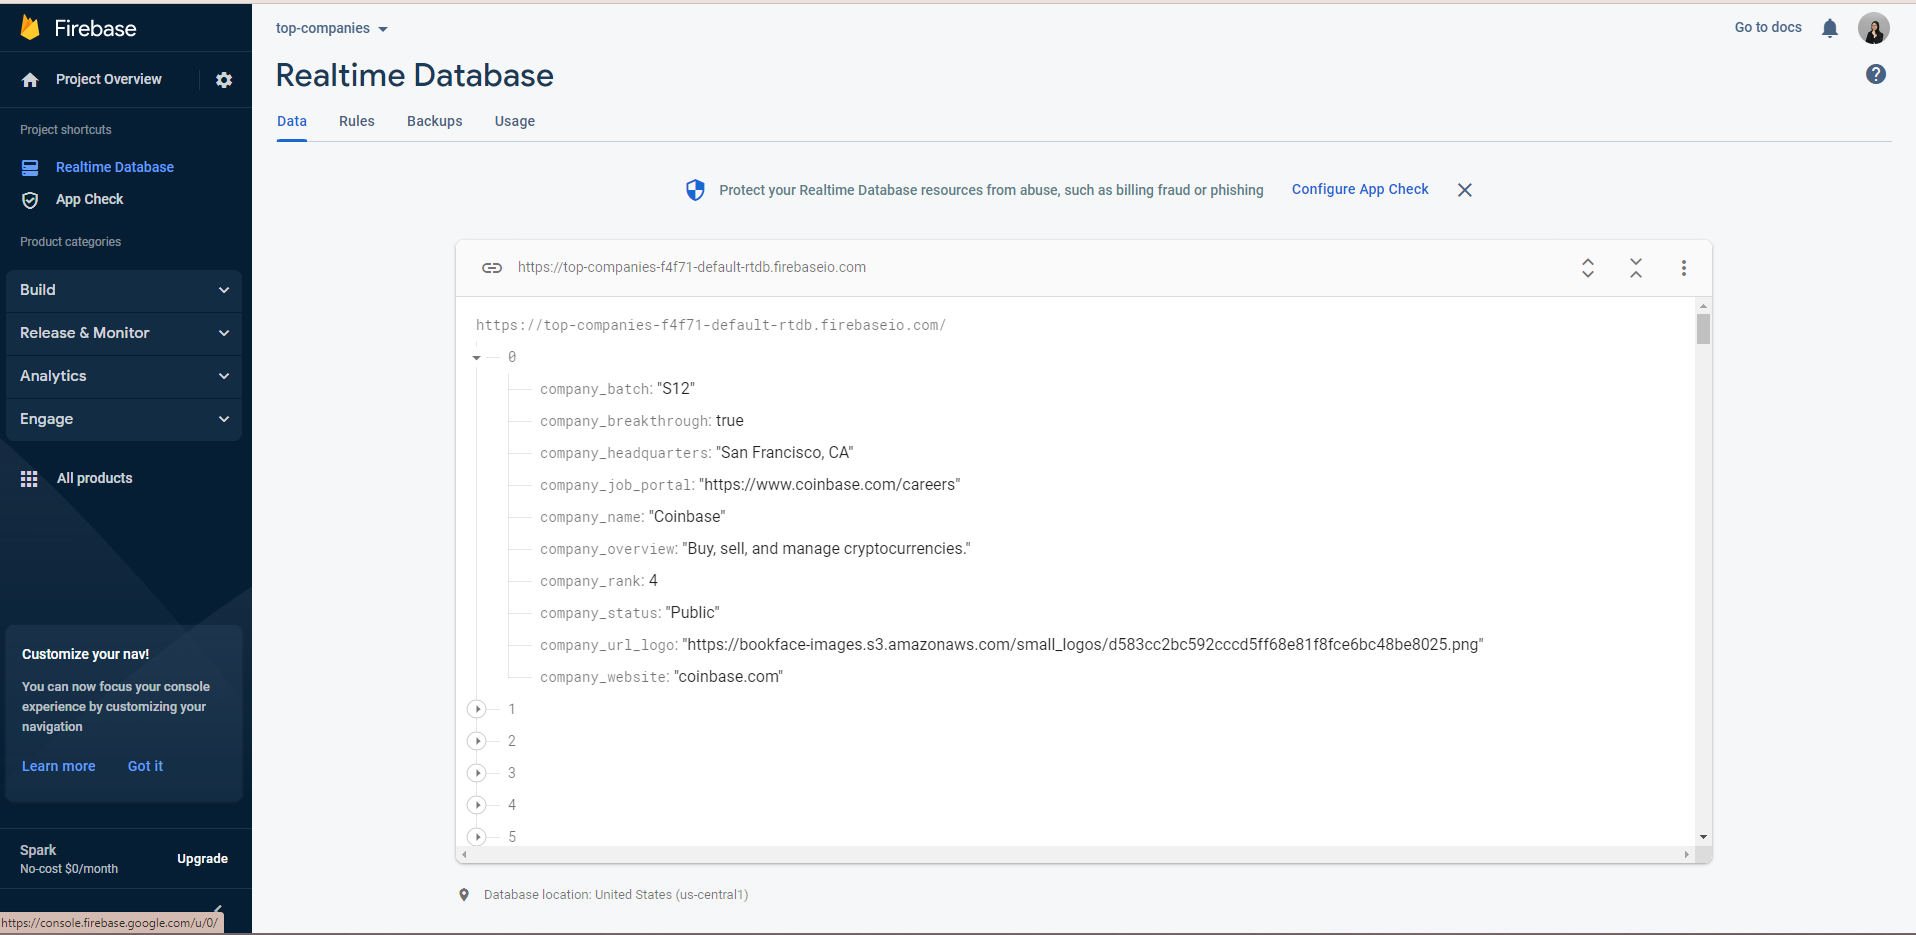 Firebase
Project Overview
Project shortcuts
Realtime Database
App Check
Product categories
Build
Release & Monitor
Analytics
Engage
All products
Customize your nav!
You can now focus your console
experience by customizing your
navigation
Learn more Got it
Spark
No-cost $0/month
Upgrade
https://console.firebase.google.com/u/0/
top-companies
Go to docs
Realtime Database
Data Rules Backups Usage
Protect your Realtime Database resources from abuse, such as billing fraud or phishing Configure App Check
https://top-companies-f4f71-default-rtdb.firebaseio.com
https://top-companies-f4f71-default-rtdb.firebaseio.com/
0
company_batch: "S12"
company_breakthrough: true
company_headquarters: "San Francisco, CA"
company_job_portal: "https://www.coinbase.com/careers"
company_name: "Coinbase"
company_overview: "Buy, sell, and manage cryptocurrencies."
company_rank: 4
company_status: "Public"
company_url_logo: "https://bookface-images.s3.amazonaws.com/small_logos/d583cc2bc592cccd5ff68e81f8fce6bc48be8025.png"
company_website: "coinbase.com"
1
2
3
4
5
Database location: United States (us-central1)